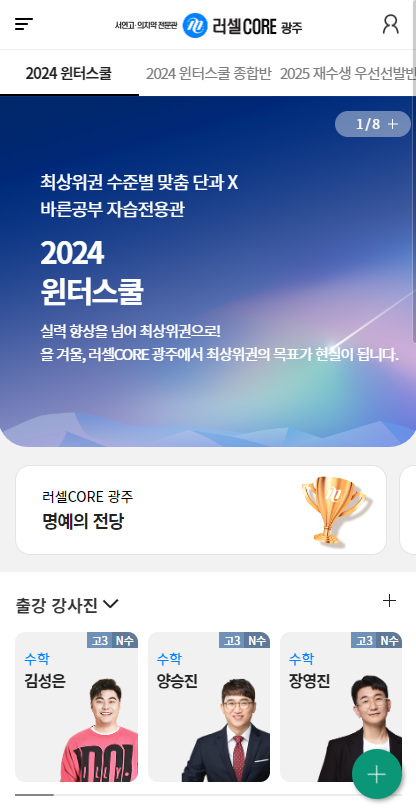 서연고·의치약 전문관 러셀CORE 광주
2024 윈터스쿨 2024 윈터스쿨 종합반 2025 재수생 우선선발반
1/8 +
최상위권 수준별 맞춤 단과 X
바른공부 자습전용관
2024
윈터스쿨
실력 향상을 넘어 최상위권으로!
올 겨울, 러셀CORE 광주에서 최상위권의 목표가 현실이 됩니다.
러셀CORE 광주
명예의 전당
출강 강사진
고3 N수
수학
김성은
고3 N수
수학
양승진
고3 N수
수학
장영진